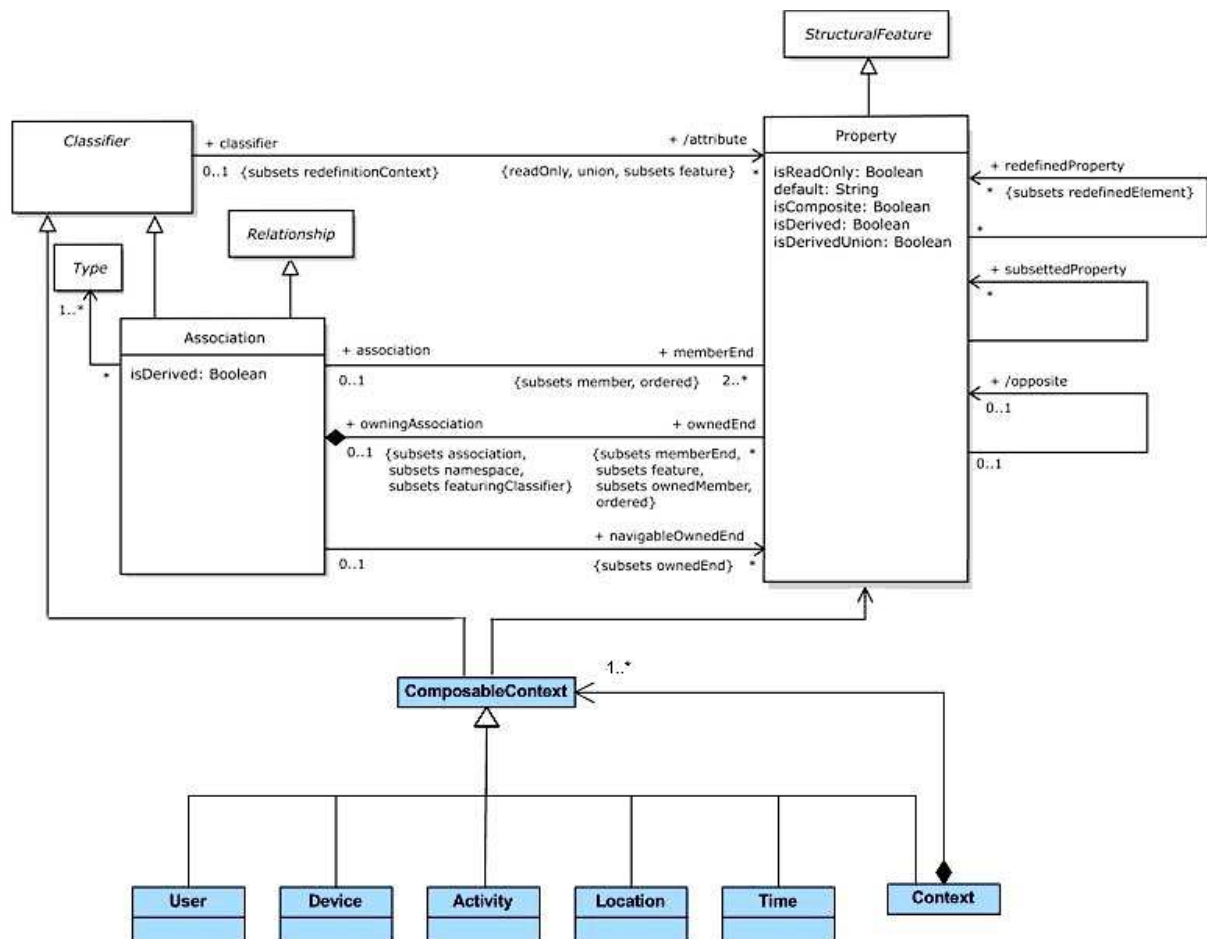 StructuralFeature
Classifier
+ classifier
+ /attribute
0..1 {subsets redefinitionContext}
{readOnly, union, subsets feature} *
Property
isReadOnly: Boolean
default: String
isComposite: Boolean
isDerived: Boolean
isDerivedUnion: Boolean
+ redefinedProperty
* {subsets redefinedElement}
*
+ subsettedProperty
*
+ /opposite
0..1
0..1
Relationship
Type
1..*
*
Association
isDerived: Boolean
+ association
+ memberEnd
0..1
{subsets member, ordered} 2..*
+ owningAssociation
+ ownedEnd
0..1 {subsets association,
subsets namespace,
subsets featuringClassifier}
{subsets memberEnd, *
subsets feature,
subsets ownedMember,
ordered}
+ navigableOwnedEnd
0..1
{subsets ownedEnd} *
1..*
ComposableContext
User
Device
Activity
Location
Time
Context